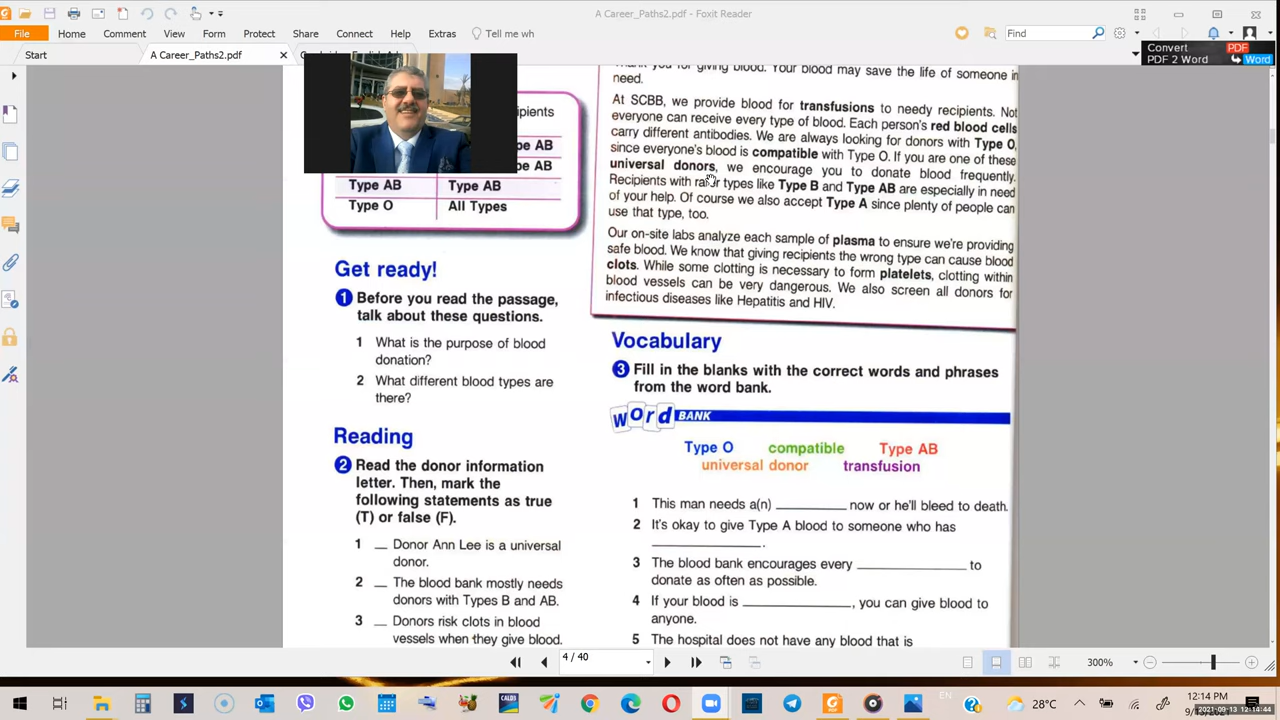 A Career_Paths2.pdf - Foxit Reader
File Home Comment View Form Protect Share Connect Help Extras Tell me wh
Find
Start
A Career_Paths2.pdf
Convert PDF
PDF 2 Word Word
need.
At SCBB, we provide blood for transfusions to needy recipients. Not
everyone can receive every type of blood. Each person's red blood cells
carry different antibodies. We are always looking for donors with Type O,
since everyone's blood is compatible with Type O. If you are one of these
universal donors, we encourage you to donate blood frequently.
Recipients with rarer types like Type B and Type AB are especially in need
of your help. Of course we also accept Type A since plenty of people can
use that type, too.
Our on-site labs analyze each sample of plasma to ensure we're providing
safe blood. We know that giving recipients the wrong type can cause blood
clots. While some clotting is necessary to form platelets, clotting within
blood vessels can be very dangerous. We also screen all donors for
infectious diseases like Hepatitis and HIV.
AB
AB
Type AB Type AB
Type O All Types
Get ready!
1 Before you read the passage,
talk about these questions.
1 What is the purpose of blood
donation?
2 What different blood types are
there?
Reading
2 Read the donor information
letter. Then, mark the
following statements as true
(T) or false (F).
1 __ Donor Ann Lee is a universal
donor.
2 __ The blood bank mostly needs
donors with Types B and AB.
3 __ Donors risk clots in blood
vessels when they give blood.
Vocabulary
3 Fill in the blanks with the correct words and phrases
from the word bank.
Word BANK
Type O compatible Type AB
universal donor transfusion
1 This man needs a(n) ________ now or he'll bleed to death.
2 It's okay to give Type A blood to someone who has
____________.
3 The blood bank encourages every ____________ to
donate as often as possible.
4 If your blood is ____________, you can give blood to
anyone.
5 The hospital does not have any blood that is
4 / 40
300%
EN
28°C
12:14 PM
2021-09-13 12:14:44